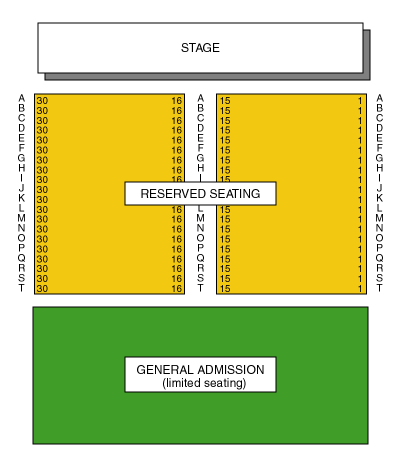 STAGE
A 30 16 A 15 1 A
B 30 16 B 15 1 B
C 30 16 C 15 1 C
D 30 16 D 15 1 D
E 30 16 E 15 1 E
F 30 16 F 15 1 F
G 30 16 G 15 1 G
H 30 16 H 15 1 H
I 30 16 I 15 1 I
J 30 1 J
RESERVED SEATING
K 30 1 K
L 30 16 L 15 1 L
M 30 16 M 15 1 M
N 30 16 N 15 1 N
O 30 16 O 15 1 O
P 30 16 P 15 1 P
Q 30 16 Q 15 1 Q
R 30 16 R 15 1 R
S 30 16 S 15 1 S
T 30 16 T 15 1 T
GENERAL ADMISSION
(limited seating)